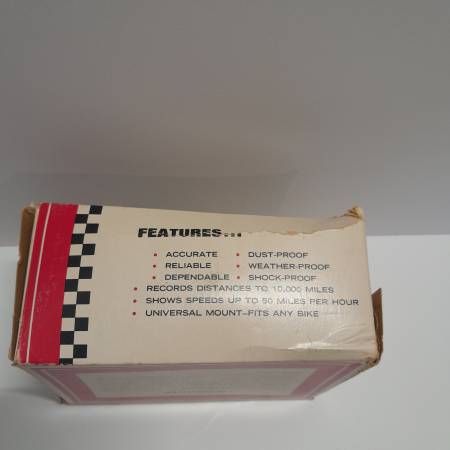 FEATURES...
• ACCURATE • DUST-PROOF
• RELIABLE • WEATHER-PROOF
• DEPENDABLE • SHOCK-PROOF
• RECORDS DISTANCES TO 10,000 MILES
• SHOWS SPEEDS UP TO 50 MILES PER HOUR
• UNIVERSAL MOUNT-FITS ANY BIKE